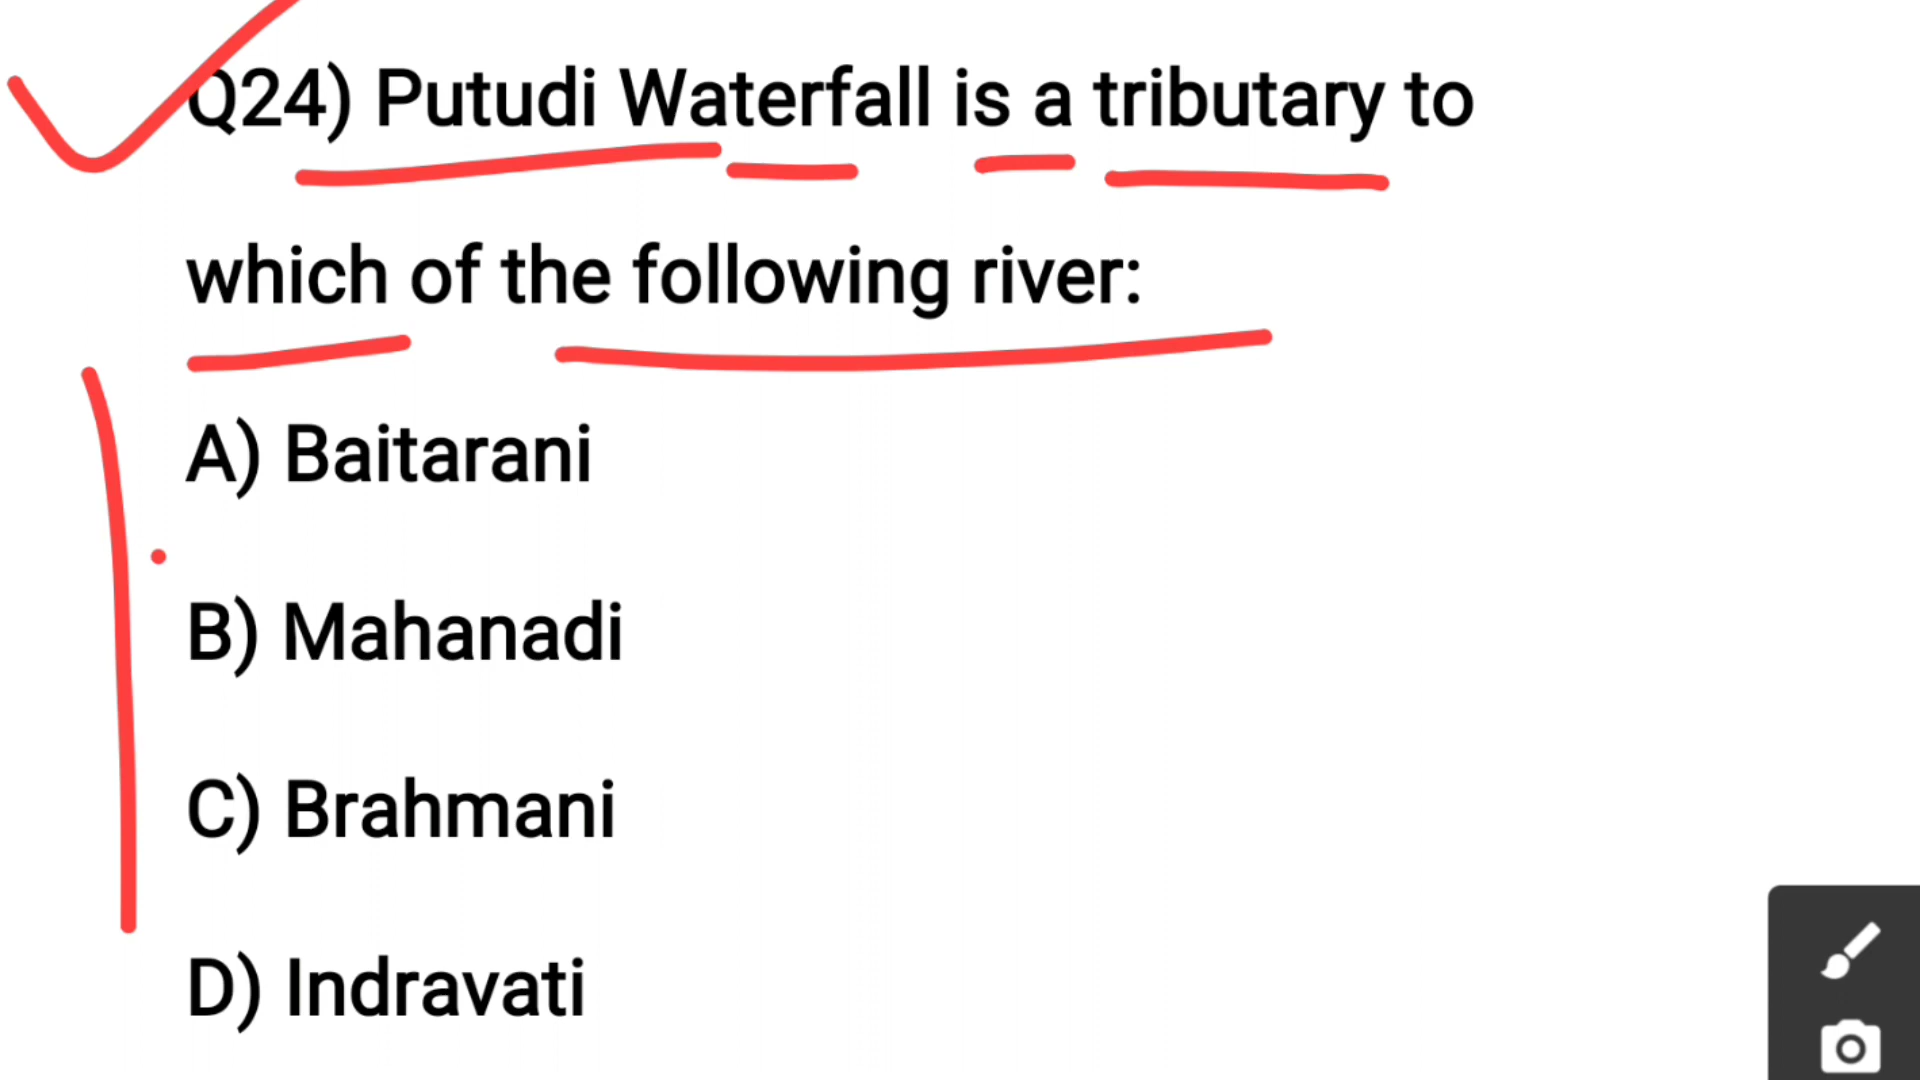 Q24) Putudi Waterfall is a tributary to
which of the following river:
A) Baitarani
B) Mahanadi
C) Brahmani
D) Indravati